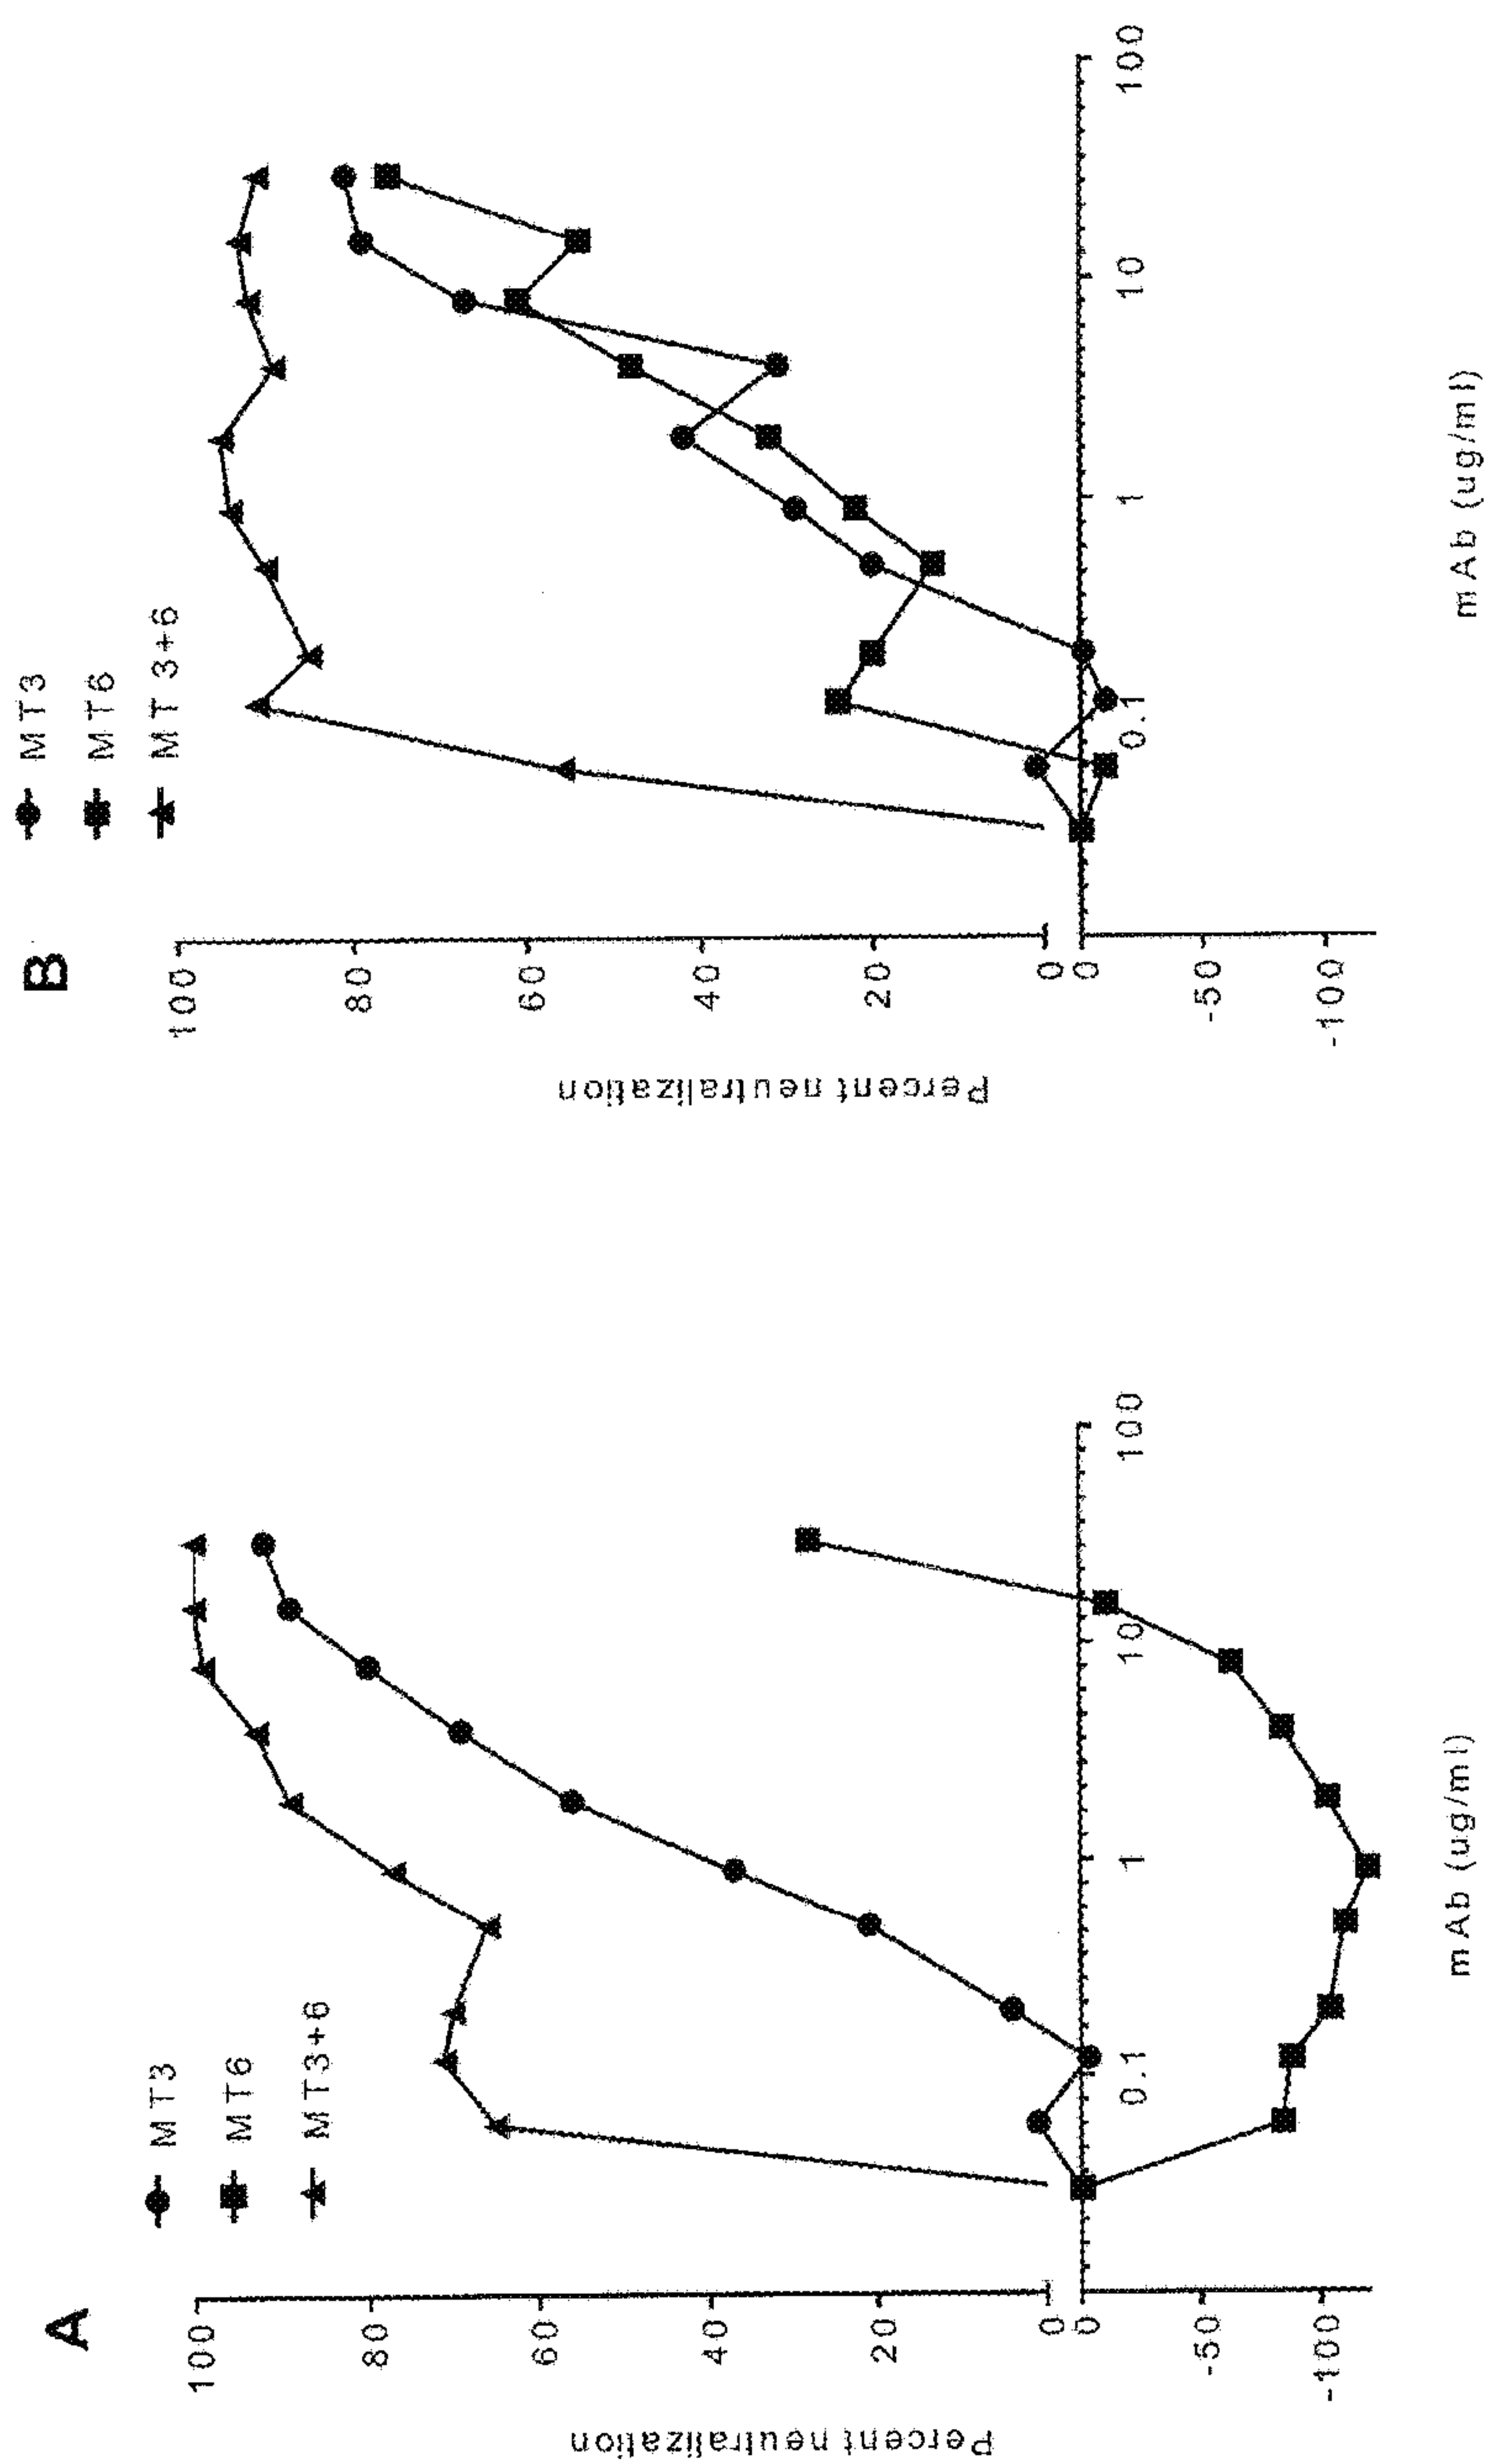 A
MT3
MT6
MT3+6
Percent neutralization
100
80
60
40
20
0
0
-50
-100
0.1
1
10
100
mAb (ug/ml)
B
MT3
MT6
MT 3+6
Percent neutralization
100
80
60
40
20
0
0
-50
-100
0.1
1
10
100
mAb (ug/ml)